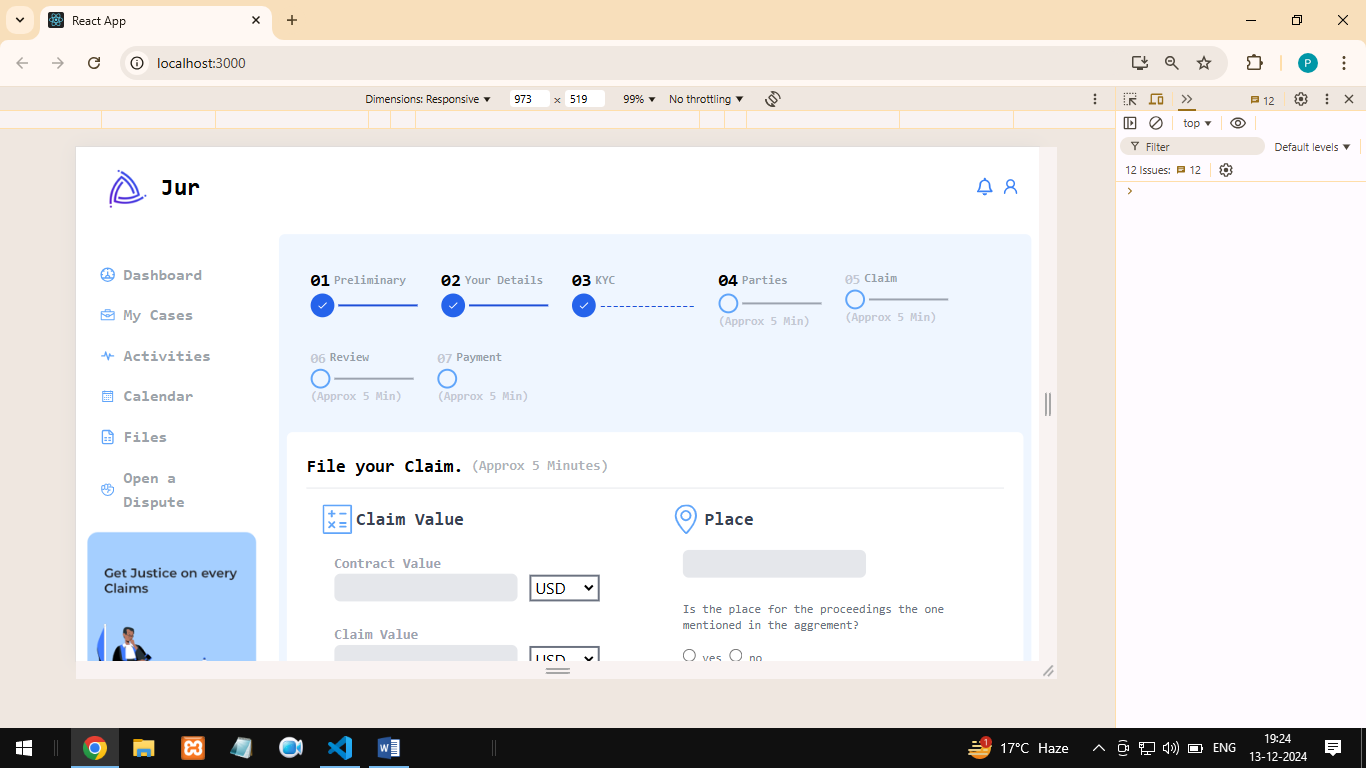 React App
localhost:3000
P
Dimensions: Responsive 973 × 519 99% No throttling
12
top
Filter Default levels
12 Issues: 12
Jur
Dashboard
My Cases
Activities
Calendar
Files
Open a
Dispute
Get Justice on every
Claims
01 Preliminary
02 Your Details
03 KYC
04 Parties
(Approx 5 Min)
05 Claim
(Approx 5 Min)
06 Review
(Approx 5 Min)
07 Payment
(Approx 5 Min)
File your Claim. (Approx 5 Minutes)
Claim Value
Contract Value
USD
Claim Value
USD
Place
Is the place for the proceedings the one
mentioned in the aggrement?
yes no
1
17°C Haze
ENG
19:24
13-12-2024